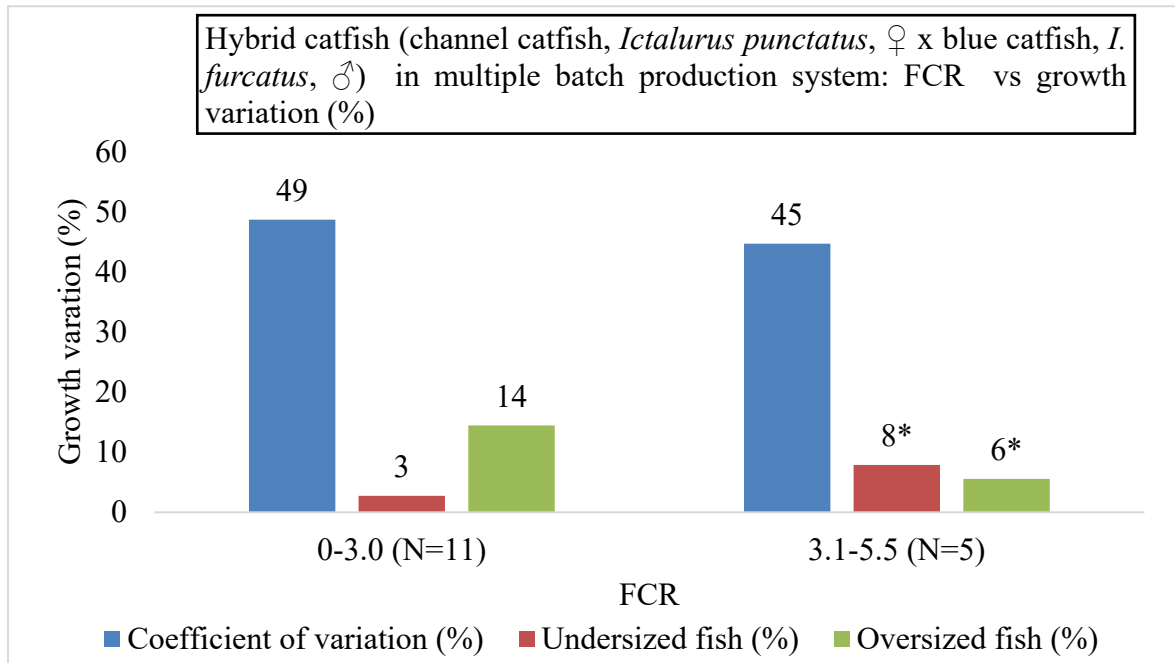 Hybrid catfish (channel catfish, Ictalurus punctatus, ♀ x blue catfish, I.
furcatus, ♂) in multiple batch production system: FCR vs growth
variation (%)
Growth varation (%)
60
50
40
30
20
10
0
49
3
14
45
8*
6*
0-3.0 (N=11)
3.1-5.5 (N=5)
FCR
Coefficient of variation (%)
Undersized fish (%)
Oversized fish (%)